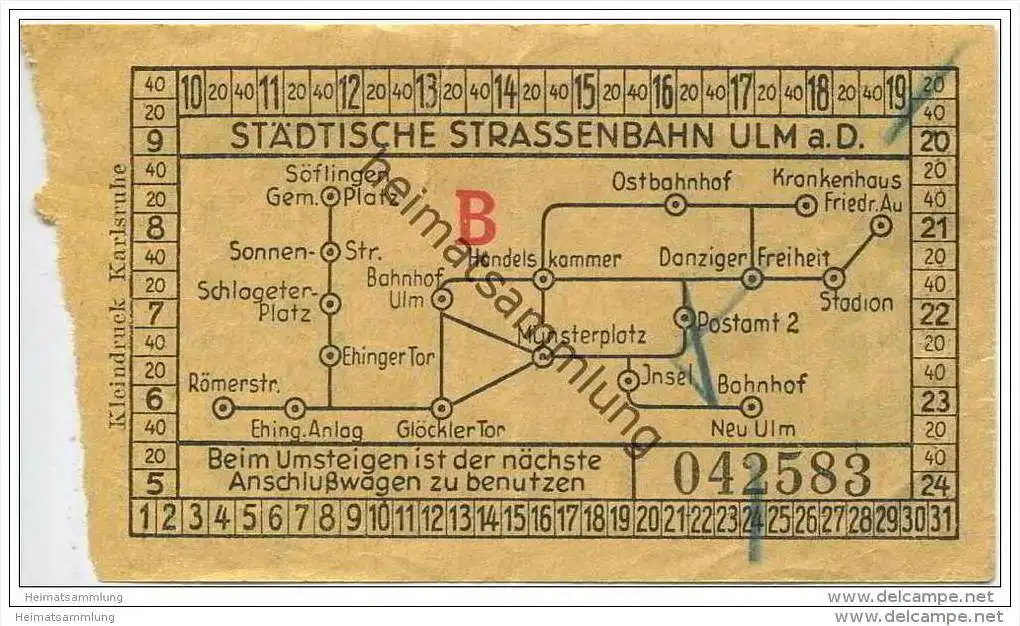 40 10 20 40 11 20 40 12 20 40 13 20 40 14 20 40 15 20 40 16 20 40 17 20 40 18 20 40 19 20
20 40
9 STÄDTISCHE STRASSENBAHN ULM a.D. 20
40 20
20 40
8 21
40 20
20 40
7 22
40 20
20 40
6 23
40 20
20 40
5 24
Kleindruck Karlsruhe
Söflingen
Gem. Platz
B
Ostbahnhof
Krankenhaus
Friedr. Au
Sonnen- Str.
Bahnhof
Ulm
Handels kammer
Danziger Freiheit
Schlageter-
Platz
Stadion
Münsterplatz
Postamt 2
Ehinger Tor
Römerstr.
Jnsel
Bahnhof
Neu Ulm
Ehing. Anlag
Glöckler Tor
Beim Umsteigen ist der nächste
Anschlußwagen zu benutzen
042583
1 2 3 4 5 6 7 8 9 10 11 12 13 14 15 16 17 18 19 20 21 22 23 24 25 26 27 28 29 30 31
heimatsammlung
Heimatsammlung
www.delcampe.net
Heimatsammlung
www.delcampe.net